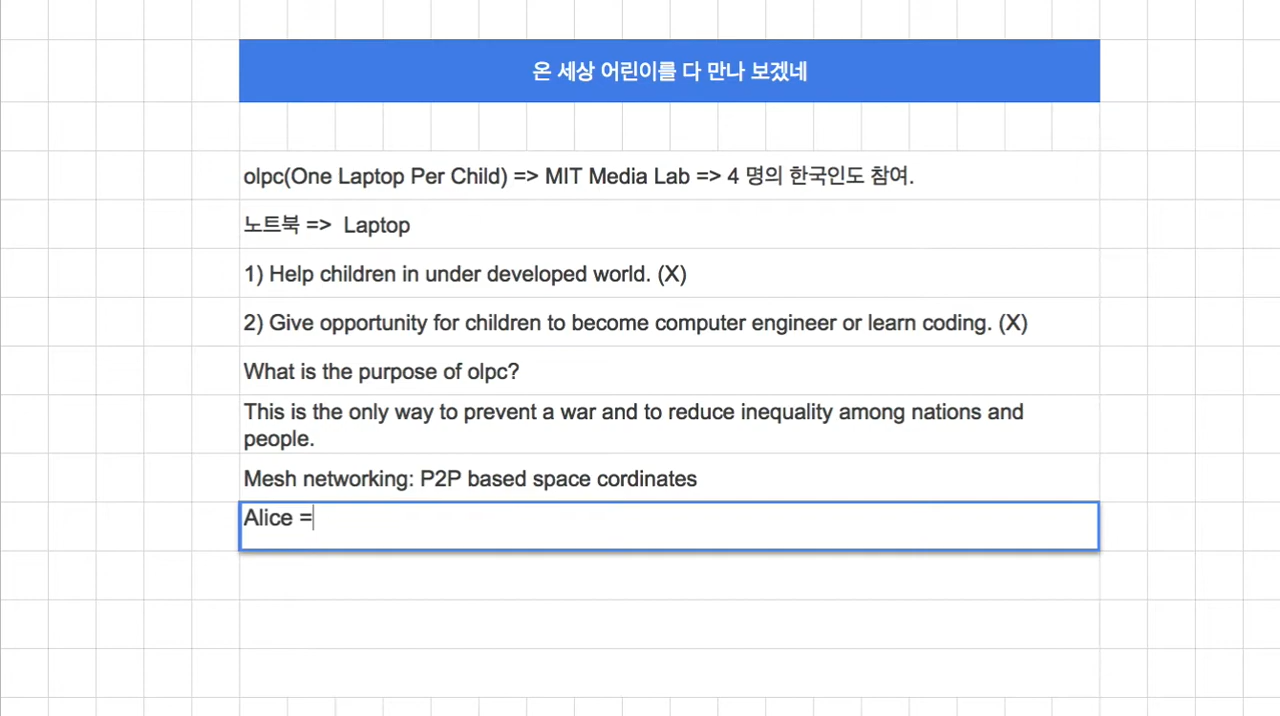 온 세상 어린이를 다 만나 보겠네
olpc(One Laptop Per Child) => MIT Media Lab => 4 명의 한국인도 참여.
노트북 => Laptop
1) Help children in under developed world. (X)
2) Give opportunity for children to become computer engineer or learn coding. (X)
What is the purpose of olpc?
This is the only way to prevent a war and to reduce inequality among nations and
people.
Mesh networking: P2P based space cordinates
Alice =